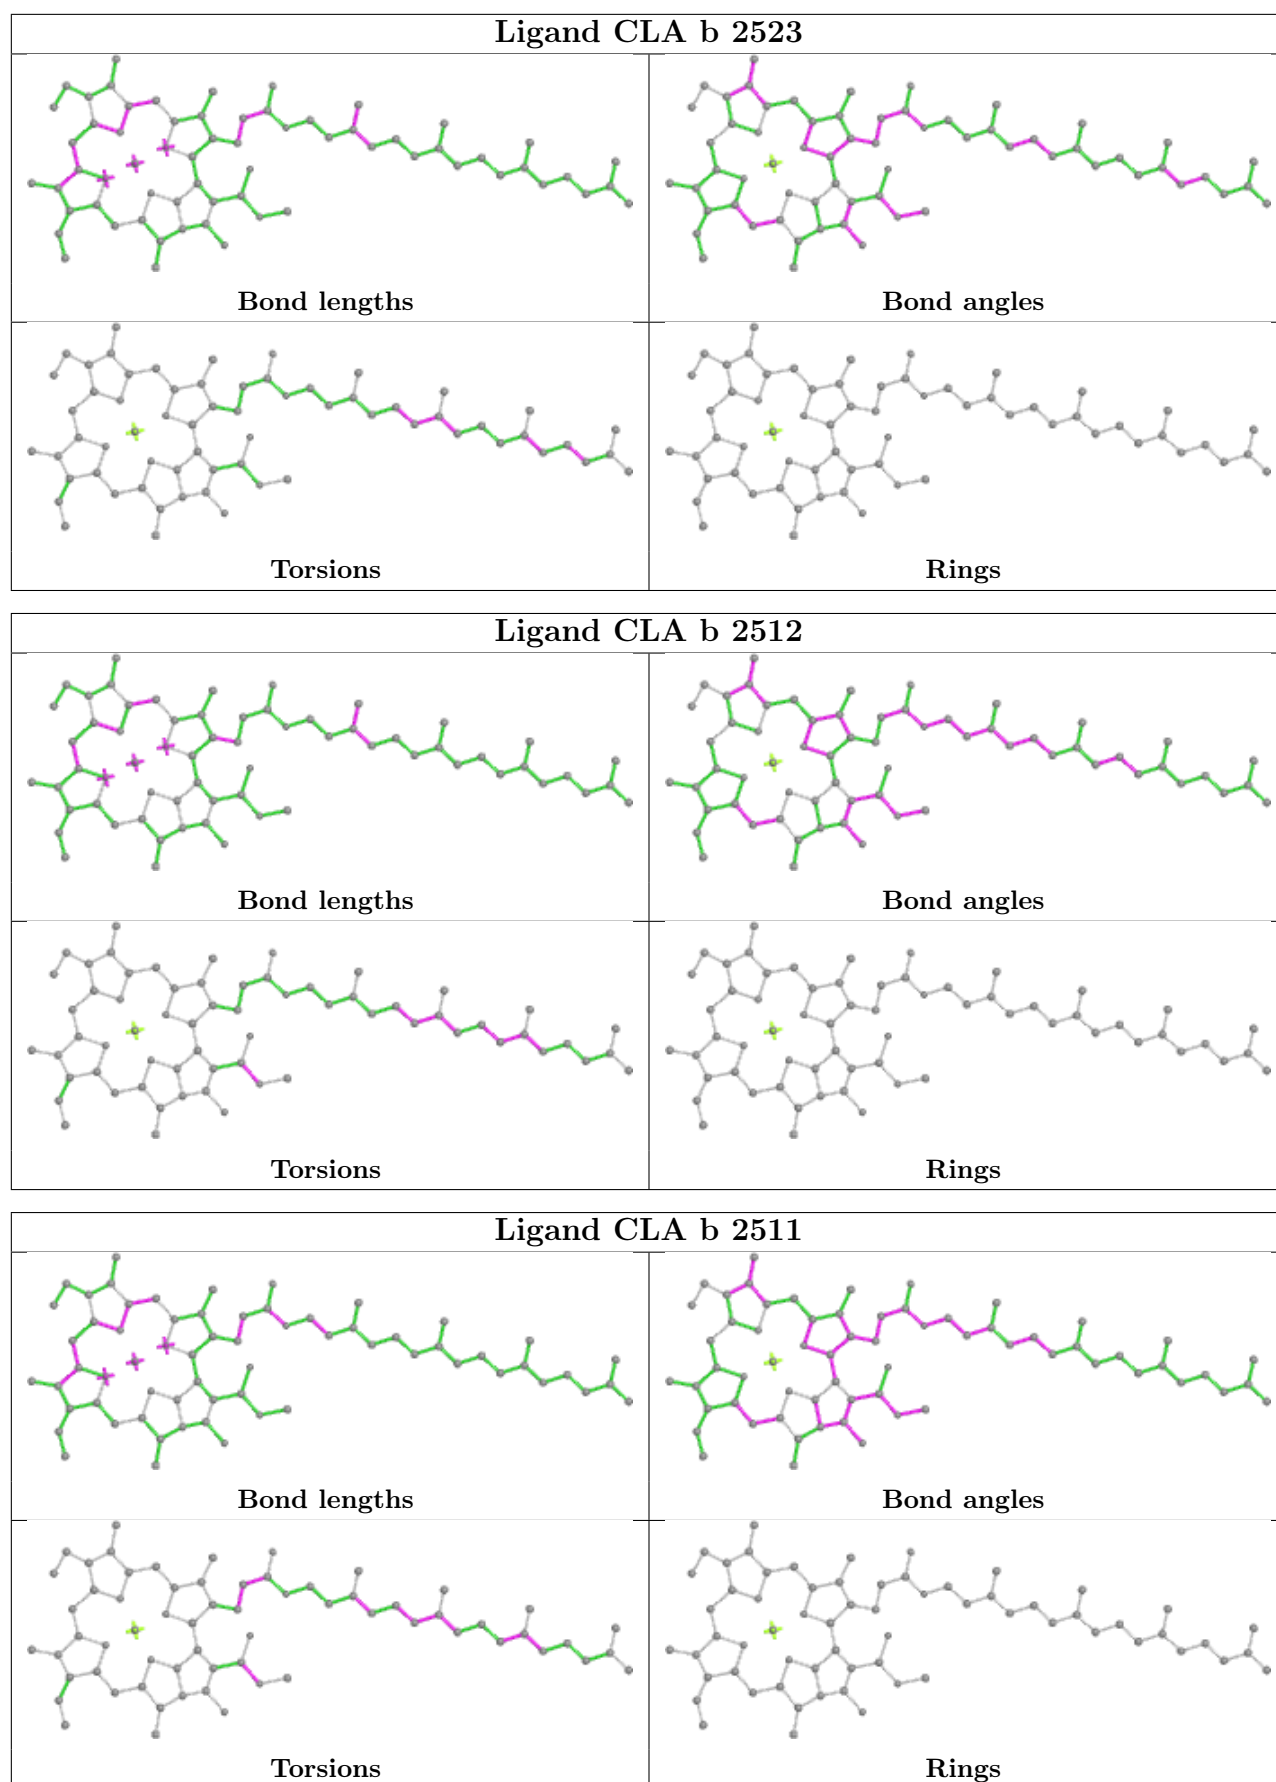 Ligand CLA b 2523
Bond lengths
Bond angles
Torsions
Rings
Ligand CLA b 2512
Bond lengths
Bond angles
Torsions
Rings
Ligand CLA b 2511
Bond lengths
Bond angles
Torsions
Rings